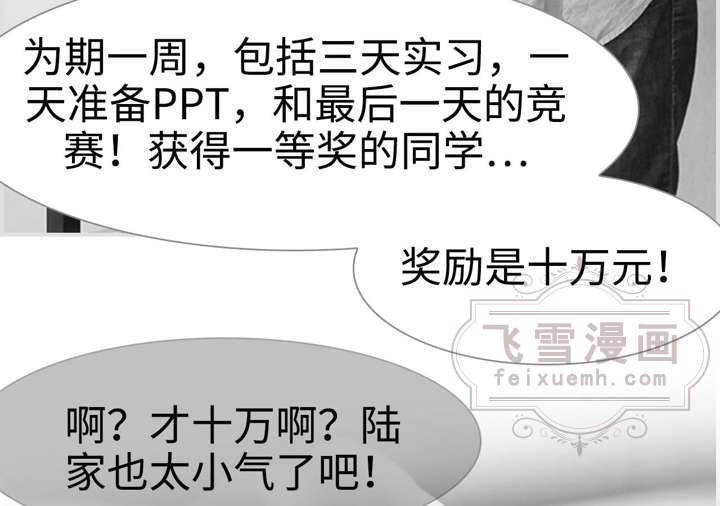 为期一周，包括三天实习，一
天准备PPT，和最后一天的竞
赛！获得一等奖的同学...
奖励是十万元！
飞雪漫画
feixuemh.com
啊？才十万啊？陆
家也太小气了吧！